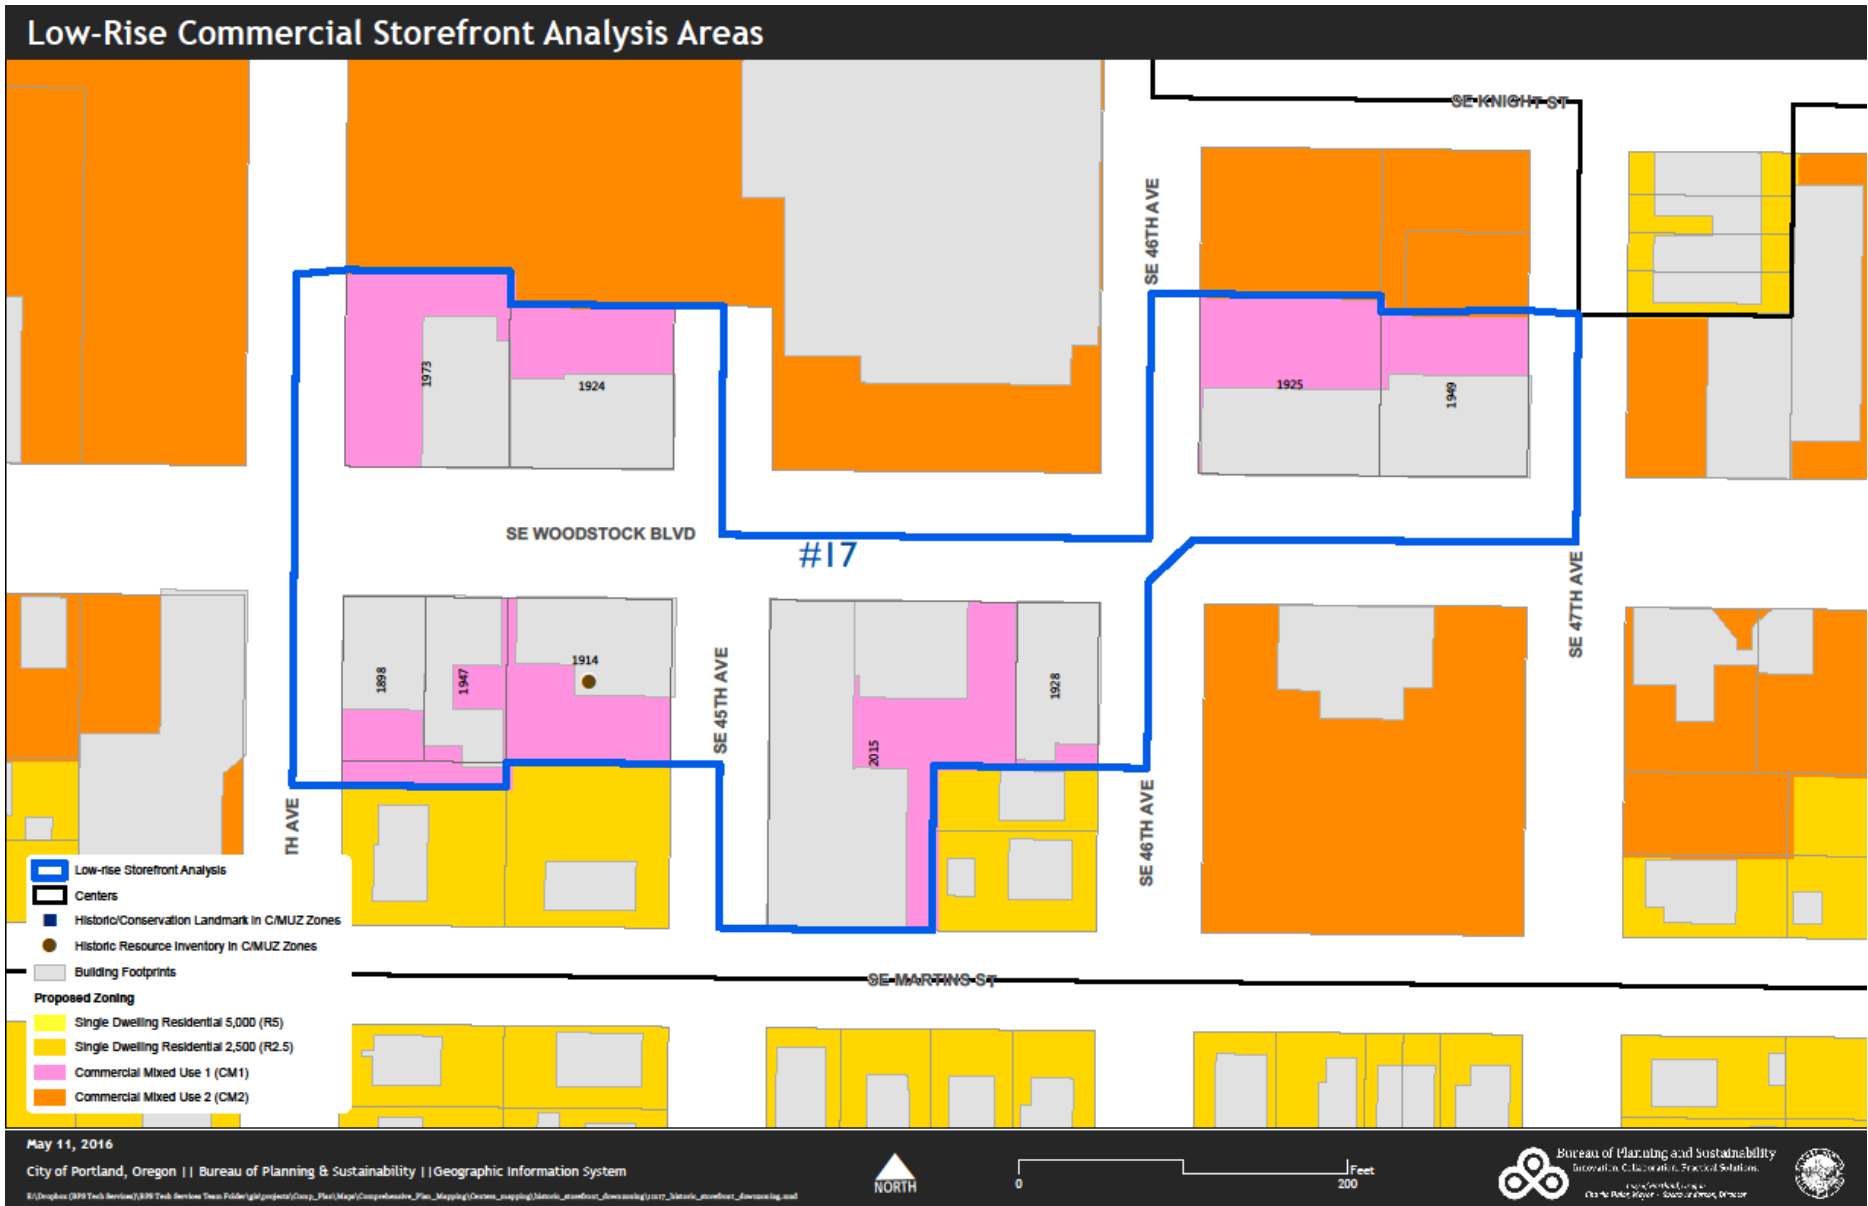 Low-Rise Commercial Storefront Analysis Areas
SE KNIGHT ST
SE 46TH AVE
1973
1924
1925
1949
SE WOODSTOCK BLVD
#17
SE 47TH AVE
1898
1947
1914
SE 45TH AVE
2015
1928
SE 46TH AVE
TH AVE
SE MARTINS ST
Low-rise Storefront Analysis
Centers
Historic/Conservation Landmark in C/MUZ Zones
Historic Resource Inventory in C/MUZ Zones
Building Footprints
Proposed Zoning
Single Dwelling Residential 5,000 (R5)
Single Dwelling Residential 2,500 (R2.5)
Commercial Mixed Use 1 (CM1)
Commercial Mixed Use 2 (CM2)
May 11, 2016
City of Portland, Oregon || Bureau of Planning & Sustainability ||Geographic Information System
NORTH
0
200
Feet
Bureau of Planning and Sustainability
Innovation. Collaboration. Practical Solutions.